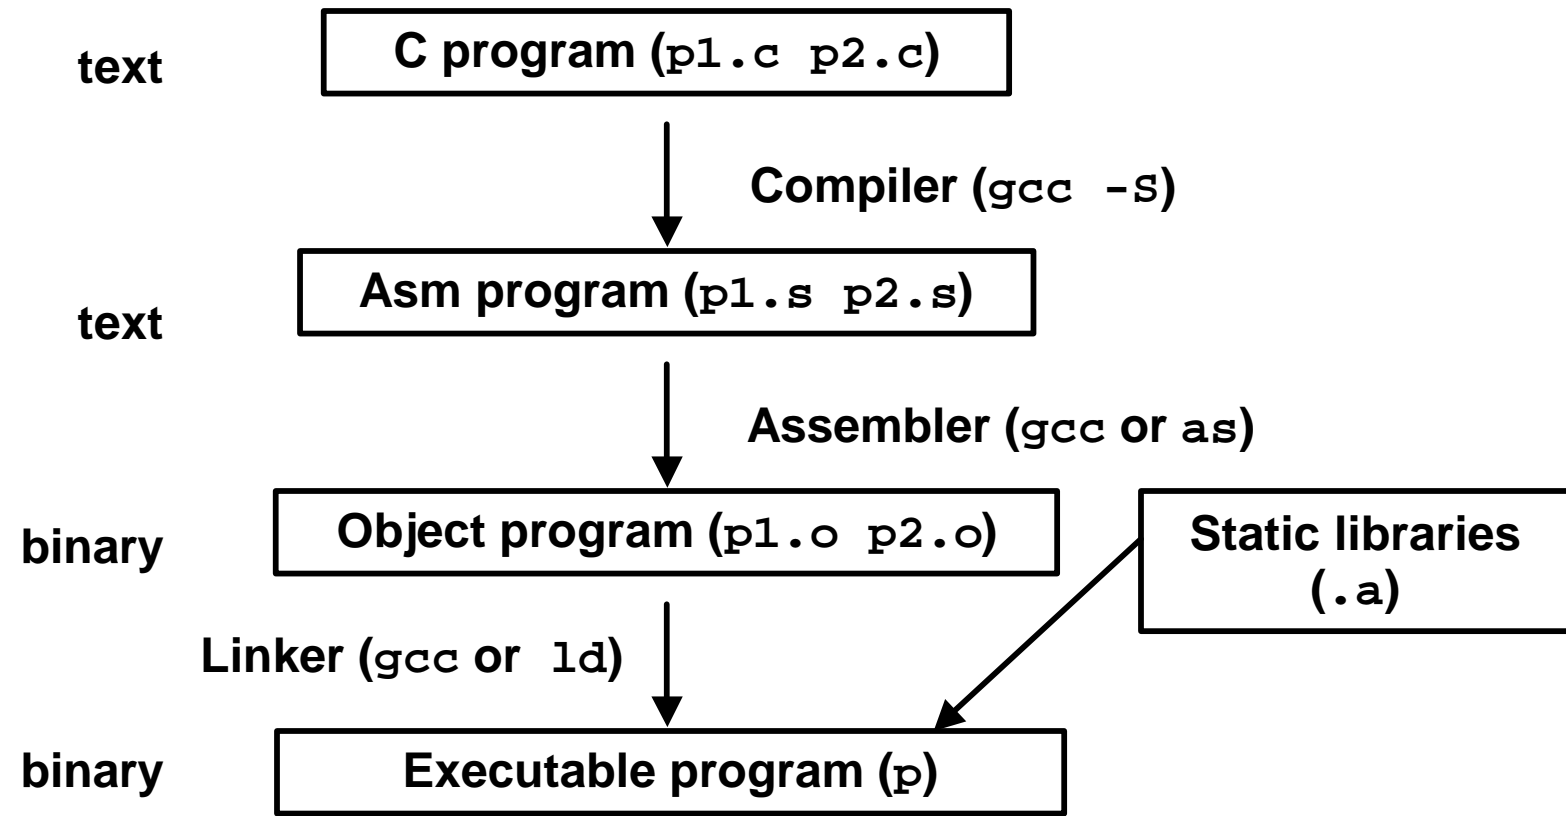 text
C program (p1.c p2.c)
Compiler (gcc -S)
text
Asm program (p1.s p2.s)
Assembler (gcc or as)
binary
Object program (p1.o p2.o)
Static libraries
(.a)
Linker (gcc or ld)
binary
Executable program (p)